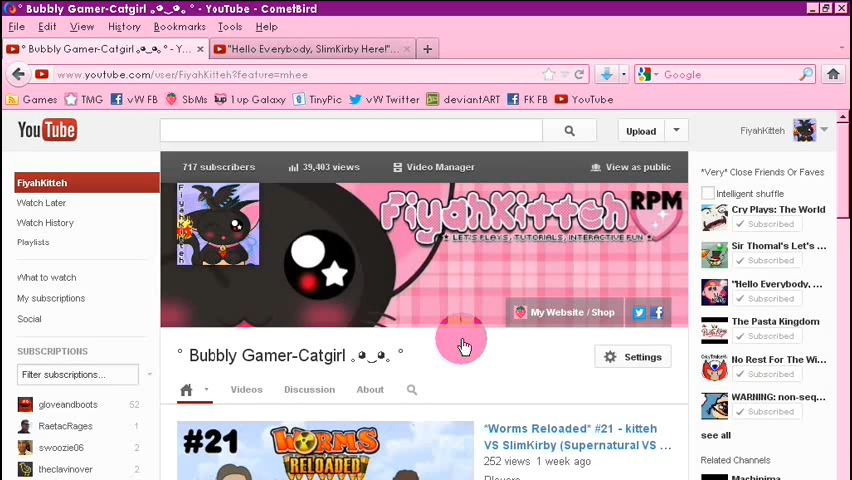 ° Bubbly Gamer-Catgirl ｡◕‿◕｡ ° - YouTube - CometBird
File Edit View History Bookmarks Tools Help
° Bubbly Gamer-Catgirl ｡◕‿◕｡ ° - Y...
"Hello Everybody, SlimKirby Here!"...
www.youtube.com/user/FiyahKitteh?feature=mhee
Google
Games TMG vW FB SbMs 1up Galaxy TinyPic vW Twitter deviantART FK FB YouTube
YouTube
Upload
FiyahKitteh
717 subscribers 39,403 views Video Manager View as public
FiyahKitteh
Watch Later
Watch History
Playlists
What to watch
My subscriptions
Social
SUBSCRIPTIONS
Filter subscriptions...
gloveandboots 52
RaetacRages 6
swoozie06 2
theclavinover 2
FiyahKitteh
FiyahKitteh
RPM
LET'S PLAYS, TUTORIALS, INTERACTIVE FUN
My Website / Shop
° Bubbly Gamer-Catgirl ｡◕‿◕｡ °
Settings
Videos Discussion About
#21
WORMS
RELOADED
*Worms Reloaded* #21 - kitteh
VS SlimKirby (Supernatural VS ...
252 views 1 week ago
Players
*Very* Close Friends Or Faves
Intelligent shuffle
Cry Plays: The World
Subscribed
Sir Thomal's Let's ...
Subscribed
"Hello Everybody, ...
Subscribed
The Pasta Kingdom
Subscribed
No Rest For The Wi...
Subscribed
WARNING: non-seq...
Subscribed
see all
Related Channels
Machinima